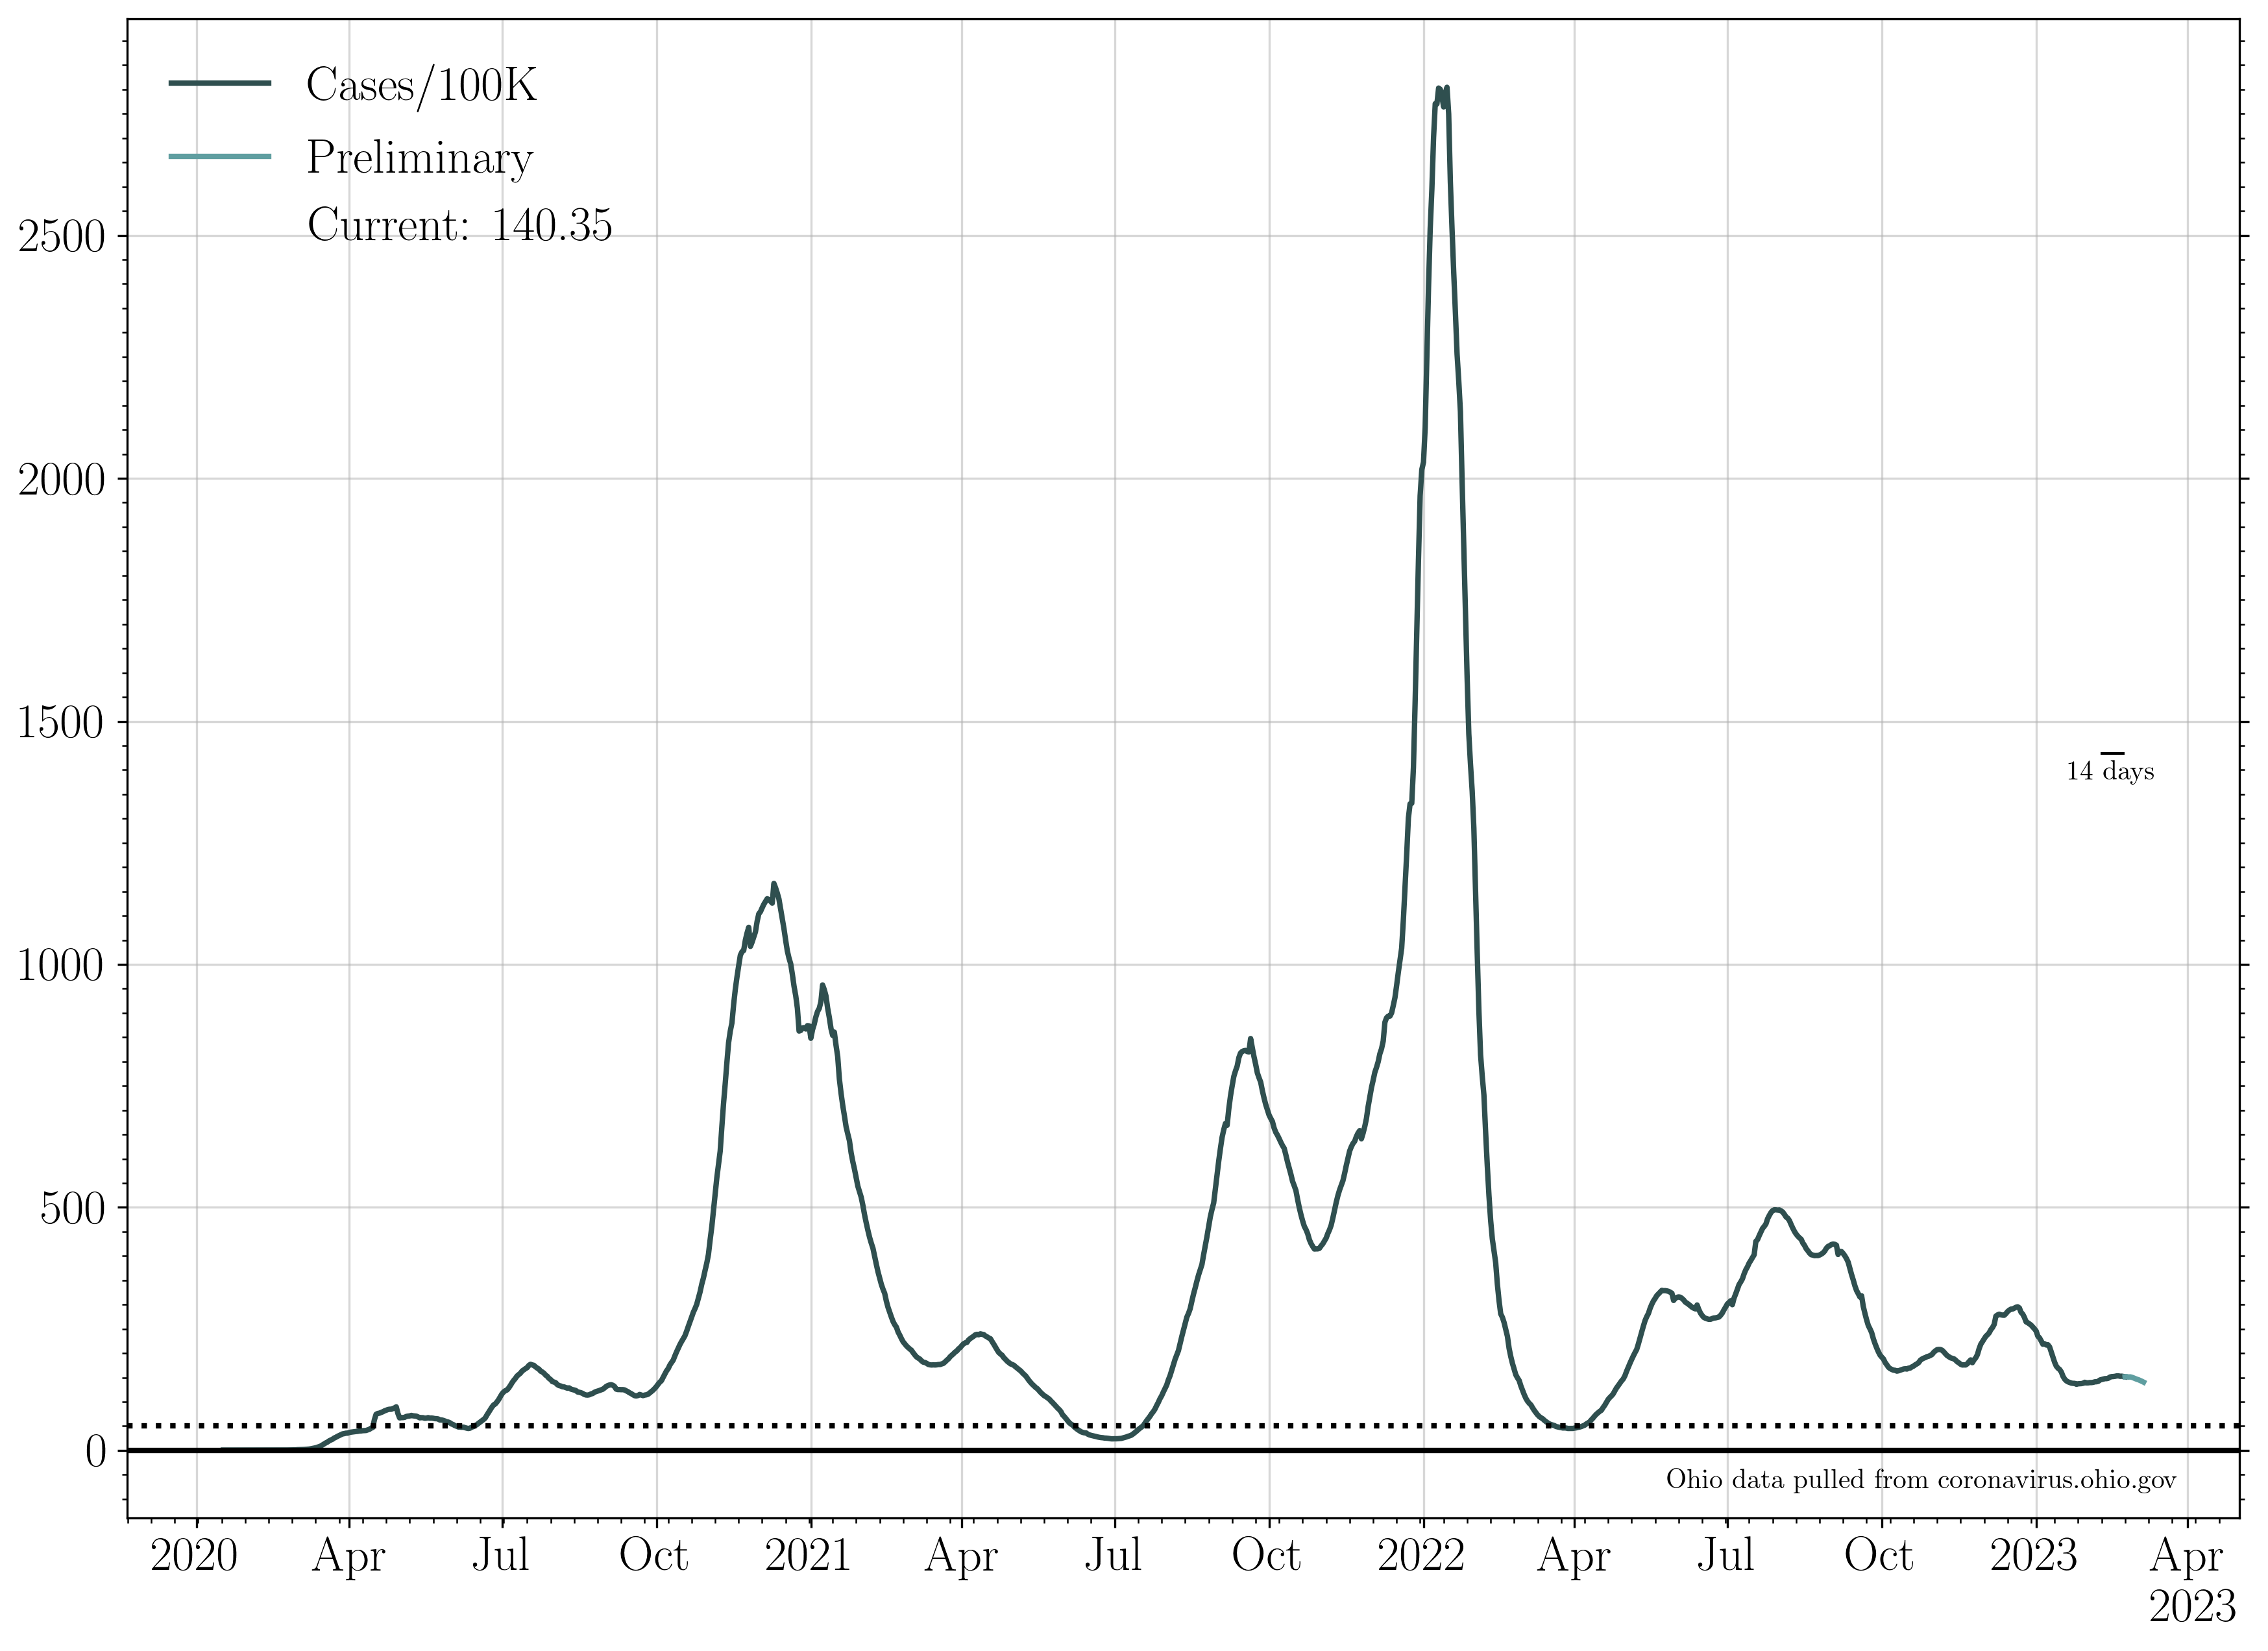 Cases/100K
Preliminary
Current: 140.35
2500
2000
1500
14 days
1000
500
0
Ohio data pulled from coronavirus.ohio.gov
2020 Apr Jul Oct 2021 Apr Jul Oct 2022 Apr Jul Oct 2023 Apr
2023